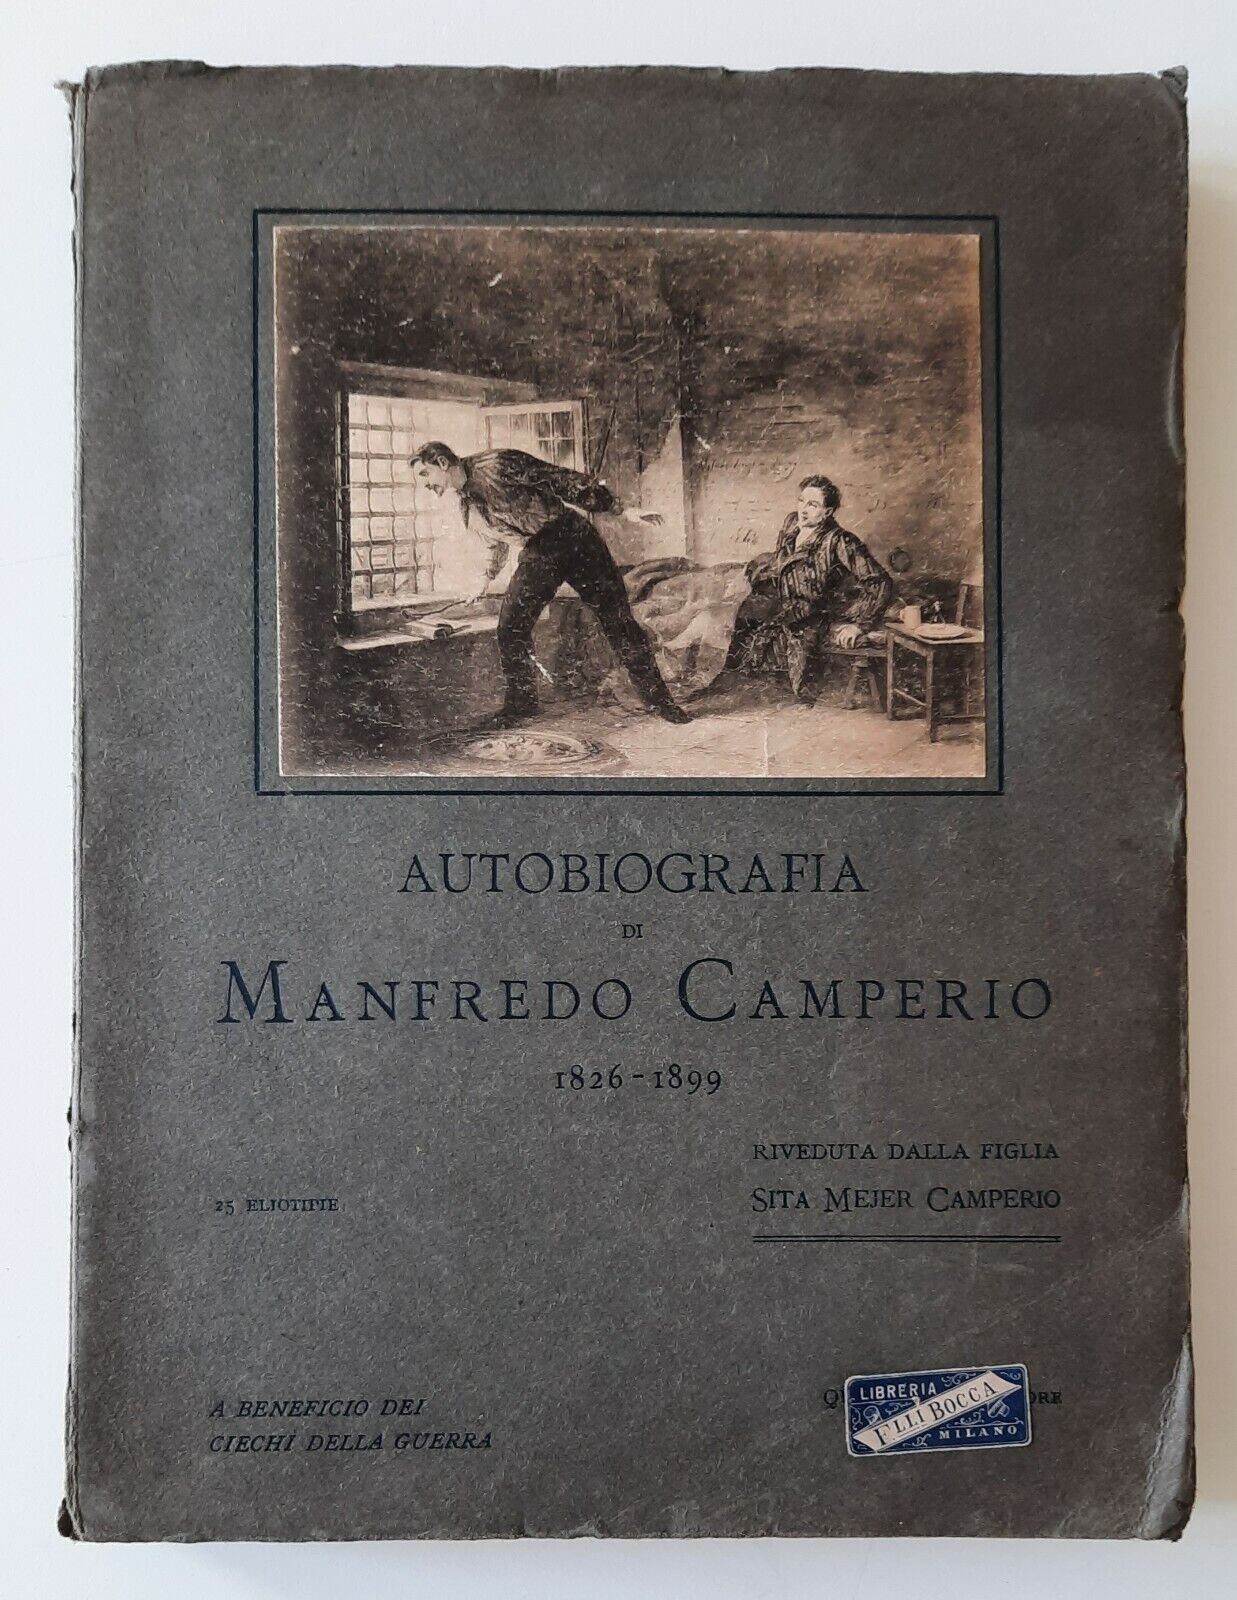 AUTOBIOGRAFIA
DI
MANFREDO CAMPERIO
1826-1899
RIVEDUTA DALLA FIGLIA
SITA MEJER CAMPERIO
25 ELIOTIPIE
A BENEFICIO DEI
CIECHI DELLA GUERRA
LIBRERIA
F.LLI BOCCA
MILANO